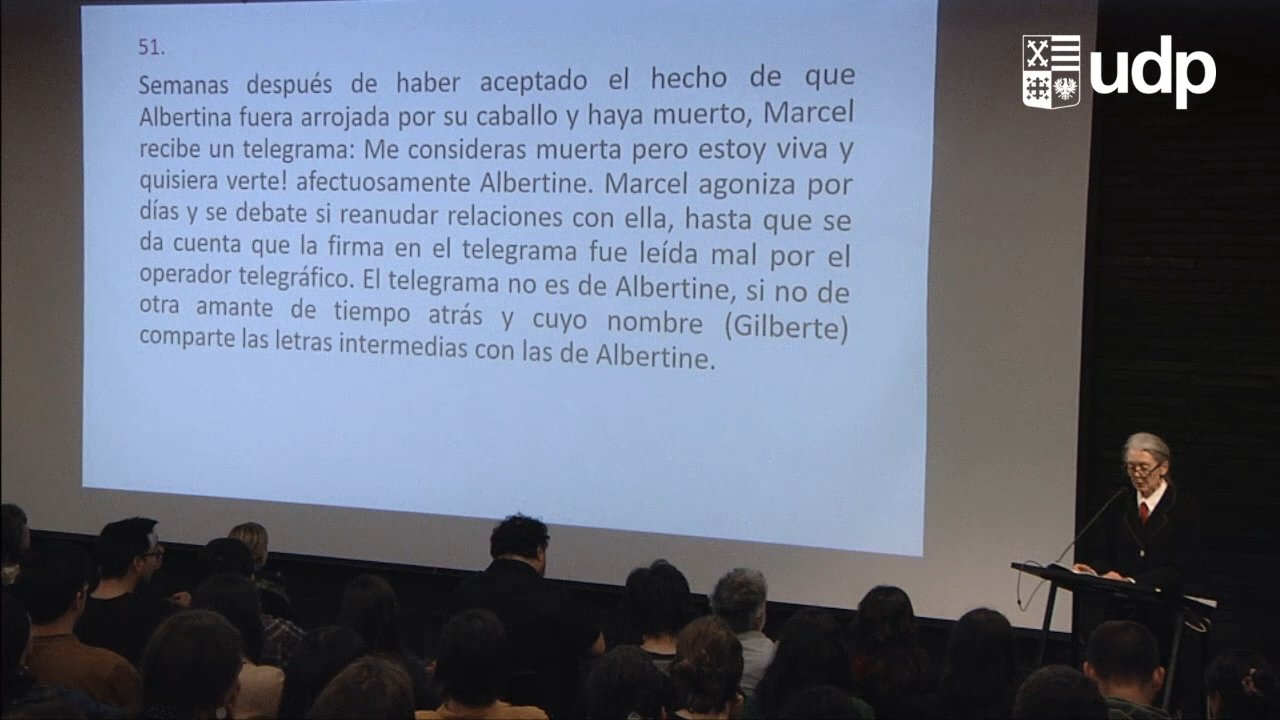 51.
Semanas después de haber aceptado el hecho de que
Albertina fuera arrojada por su caballo y haya muerto, Marcel
recibe un telegrama: Me consideras muerta pero estoy viva y
quisiera verte! afectuosamente Albertine. Marcel agoniza por
días y se debate si reanudar relaciones con ella, hasta que se
da cuenta que la firma en el telegrama fue leída mal por el
operador telegráfico. El telegrama no es de Albertine, si no de
otra amante de tiempo atrás y cuyo nombre (Gilberte)
comparte las letras intermedias con las de Albertine.
udp